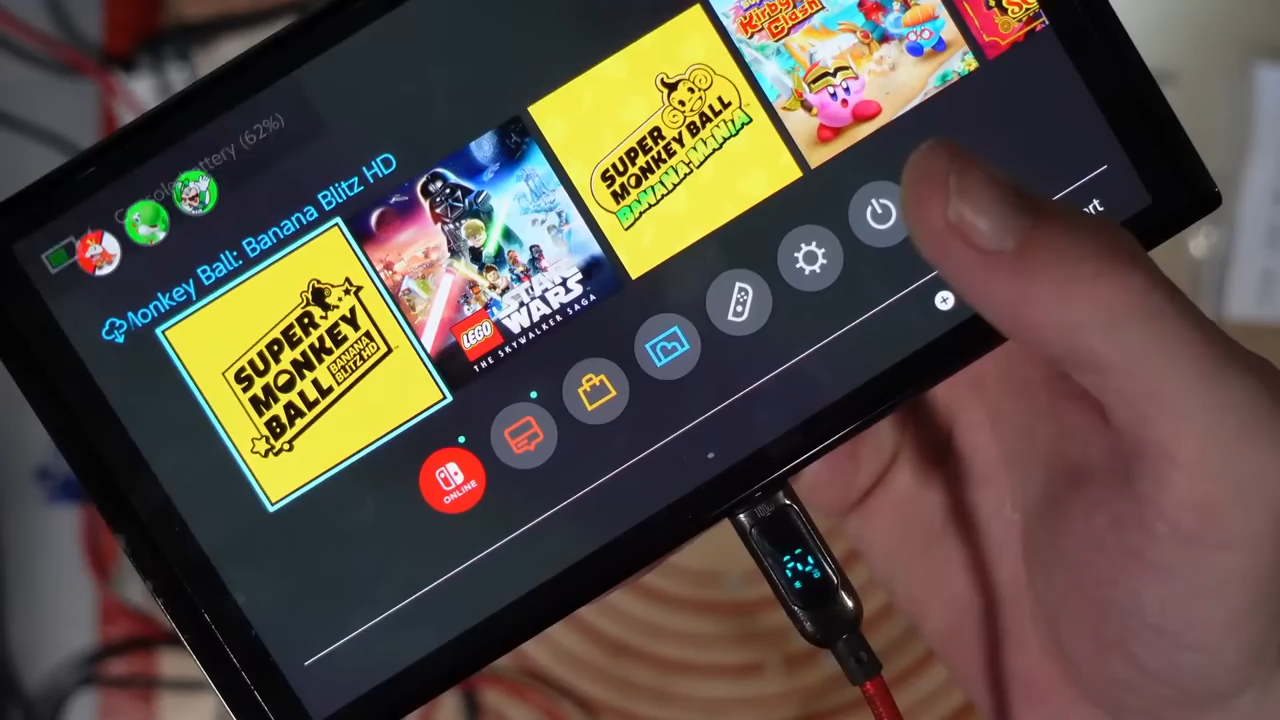 Battery (62%)
Monkey Ball: Banana Blitz HD
SUPER
MONKEY
BALL
BANANA
BLITZ HD
LEGO
STAR
WARS
THE SKYWALKER SAGA
SUPER
MONKEY BALL
BANANA MANIA
Kirby
Clash
ONLINE
100W